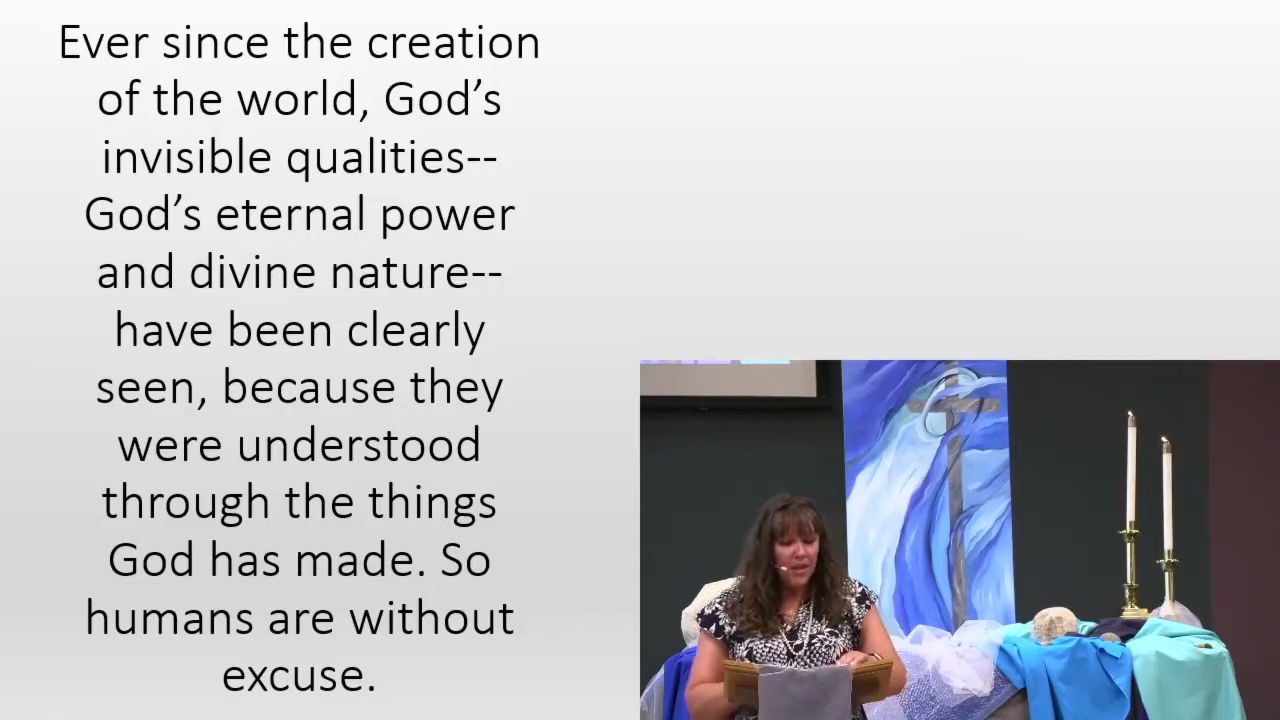 Ever since the creation
of the world, God’s
invisible qualities--
God’s eternal power
and divine nature--
have been clearly
seen, because they
were understood
through the things
God has made. So
humans are without
excuse.